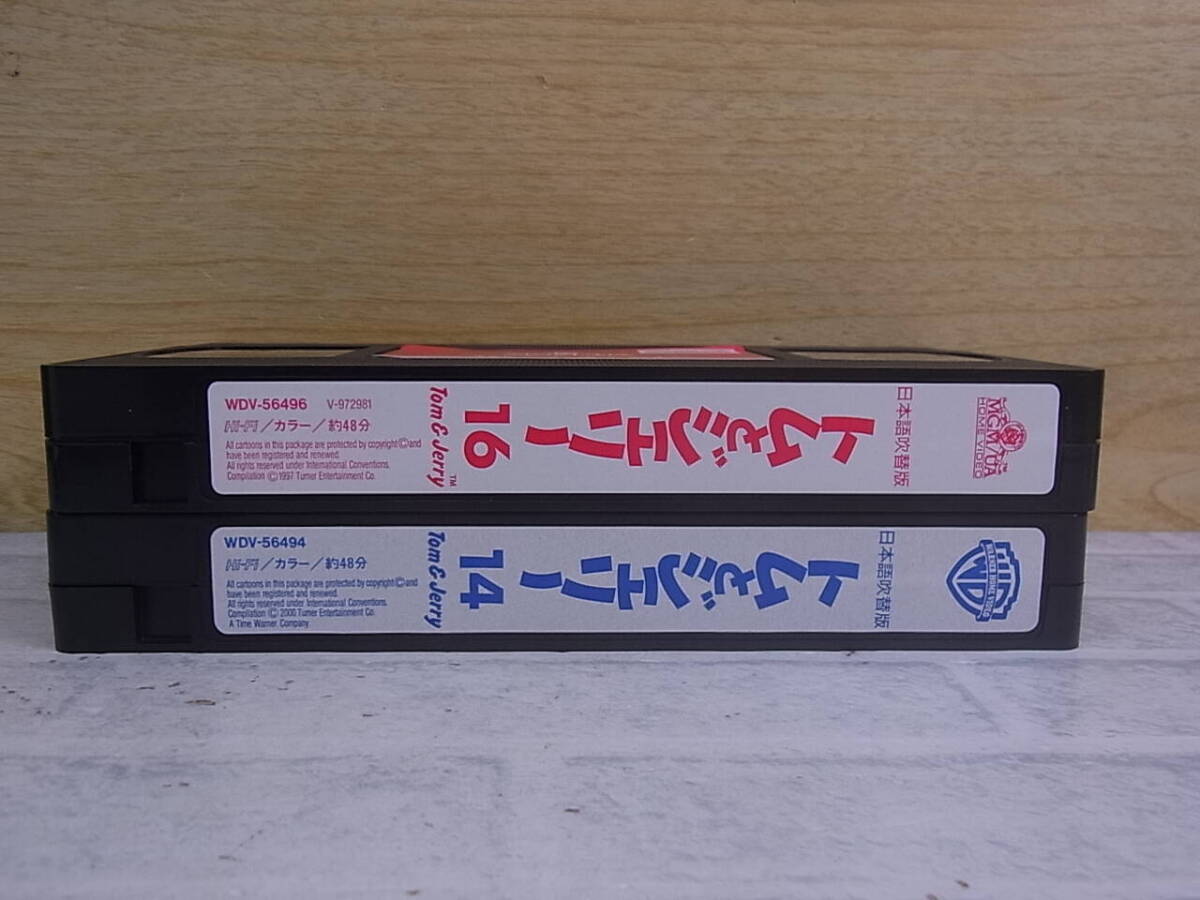 WDV-56496 V-972981
Hi-Fi／カラー／約48分
All cartoons in this package are protected by copyright Ⓒ and
have been registered and renewed.
All rights reserved under International Conventions.
Compilation Ⓒ 1997 Turner Entertainment Co.
Tom & Jerry™
16
トムとジェリー
日本語吹替版
MGM/UA
HOME VIDEO
WDV-56494
Hi-Fi／カラー／約48分
All cartoons in this package are protected by copyright Ⓒ and
have been registered and renewed.
All rights reserved under International Conventions.
Compilation Ⓒ 2000 Turner Entertainment Co.
A Time Warner Company
Tom & Jerry
14
トムとジェリー
日本語吹替版
WB
WARNER HOME VIDEO